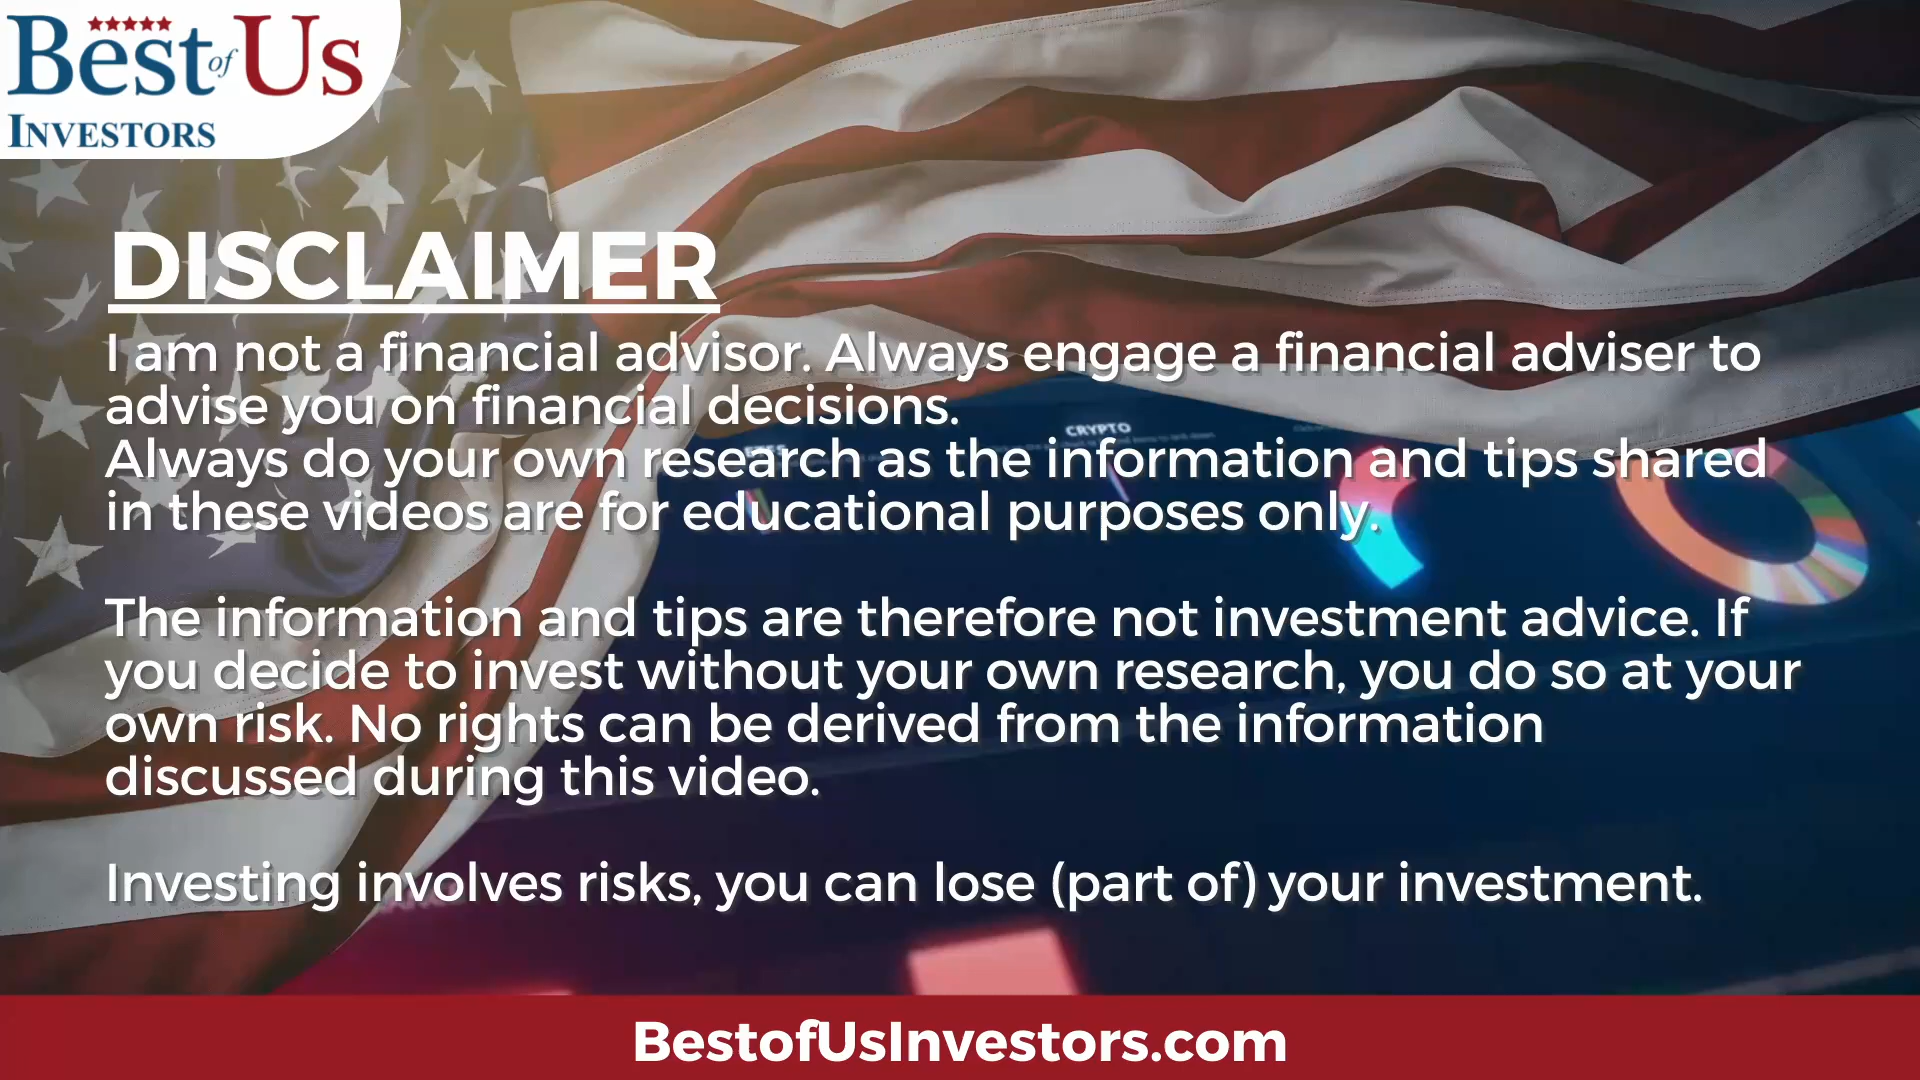 Best of Us
INVESTORS
DISCLAIMER
I am not a financial advisor. Always engage a financial adviser to
advise you on financial decisions.
CRYPTO
Always do your own research as the information and tips shared
in these videos are for educational purposes only.
The information and tips are therefore not investment advice. If
you decide to invest without your own research, you do so at your
own risk. No rights can be derived from the information
discussed during this video.
Investing involves risks, you can lose (part of) your investment.
BestofUsInvestors.com